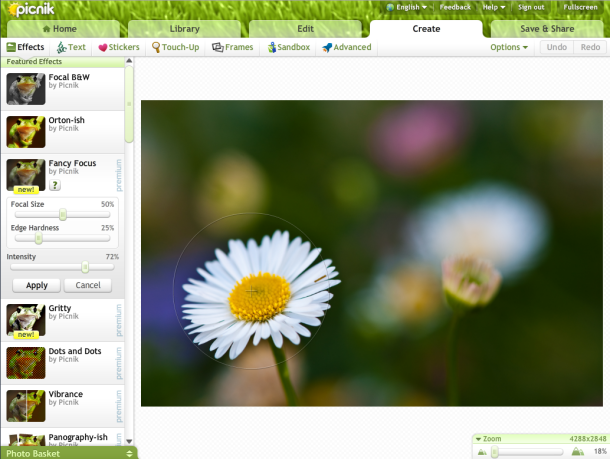 picnik
English Feedback Help Sign out Fullscreen
Home Library Edit Create Save & Share
Effects Text Stickers Touch-Up Frames Sandbox Advanced Options Undo Redo
Featured Effects
Focal B&W
by Picnik
Orton-ish
by Picnik
Fancy Focus
by Picnik
premium
new!
?
Focal Size 50%
Edge Hardness 25%
Intensity 72%
Apply Cancel
Gritty
by Picnik
premium
new!
Dots and Dots
by Picnik
premium
Vibrance
by Picnik
premium
Panography-ish
by Picnik
Photo Basket
Zoom 4288x2848
18%